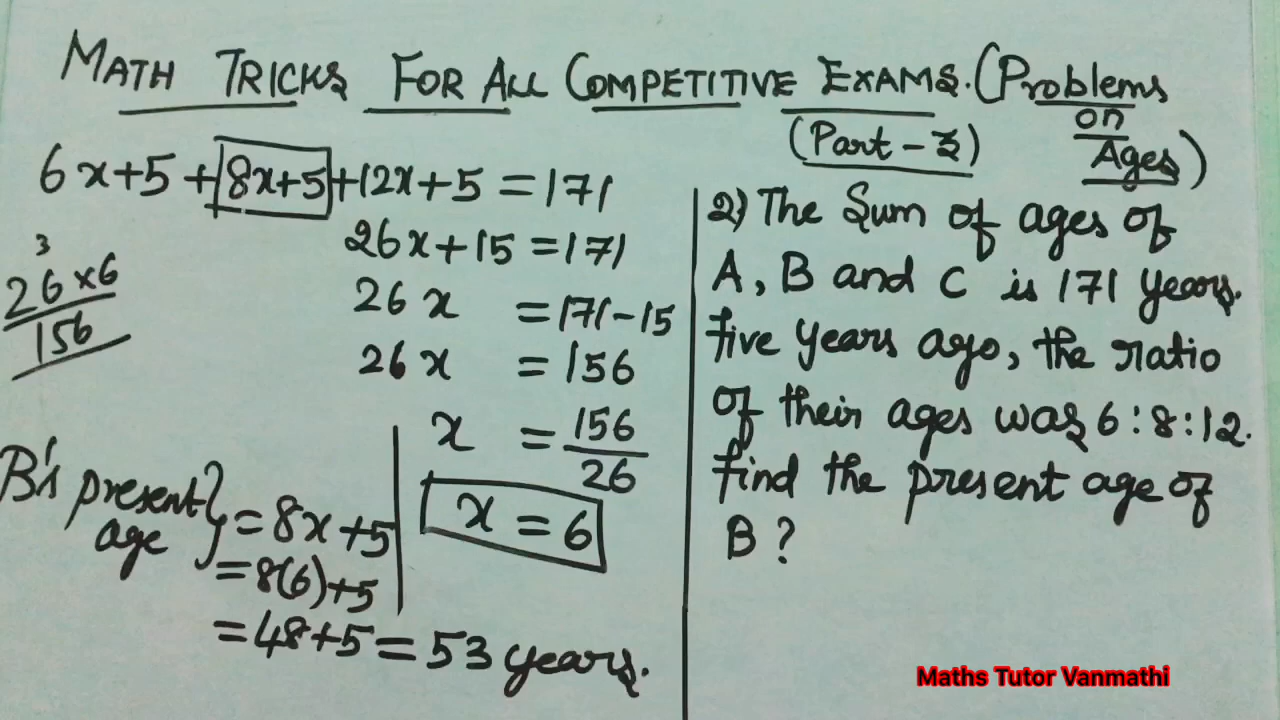 MATH TRICKS FOR ALL COMPETITIVE EXAMS. (Problems
on
Ages)
(Part - 3)
6x+5+8x+5+12x+5=171
26x+15=171
26x =171-15
26x =156
x = 156
26
x = 6
3
26x6
156
B's present
age
=8x+5
=8(6)+5
=48+5=53 years.
2) The Sum of ages of
A, B and C is 171 years.
five years ago, the ratio
of their ages was 6:8:12.
find the present age of
B?
Maths Tutor Vanmathi